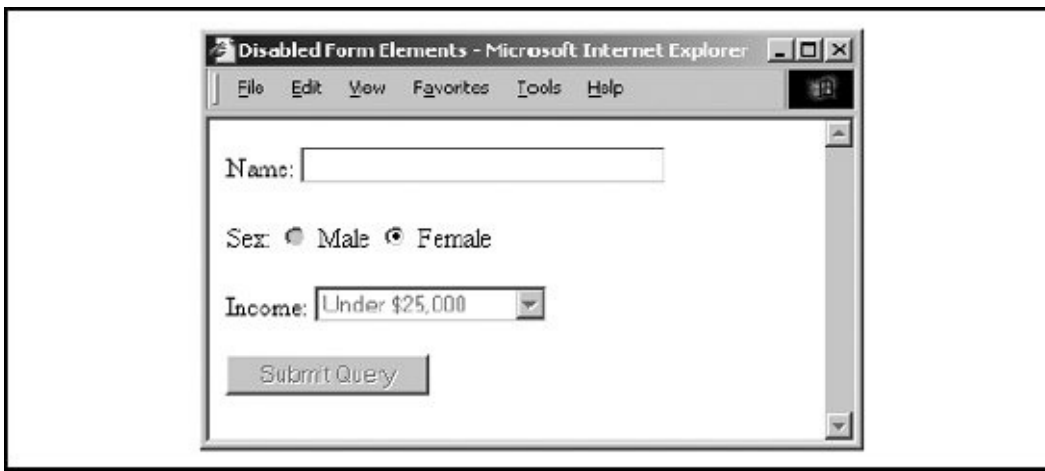 Disabled Form Elements - Microsoft Internet Explorer
File Edit View Favorites Tools Help
Name:
Sex: Male Female
Income: Under $25,000
Submit Query